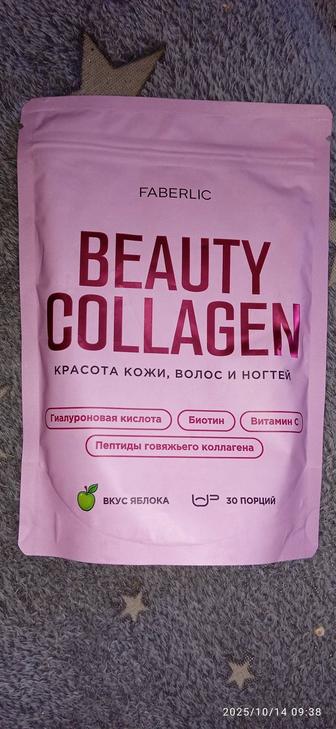 FABERLIC
BEAUTY
COLLAGEN
КРАСОТА КОЖИ, ВОЛОС И НОГТЕЙ
Гиалуроновая кислота Биотин Витамин С
Пептиды говяжьего коллагена
ВКУС ЯБЛОКА 30 ПОРЦИЙ
2025/10/14 09:38